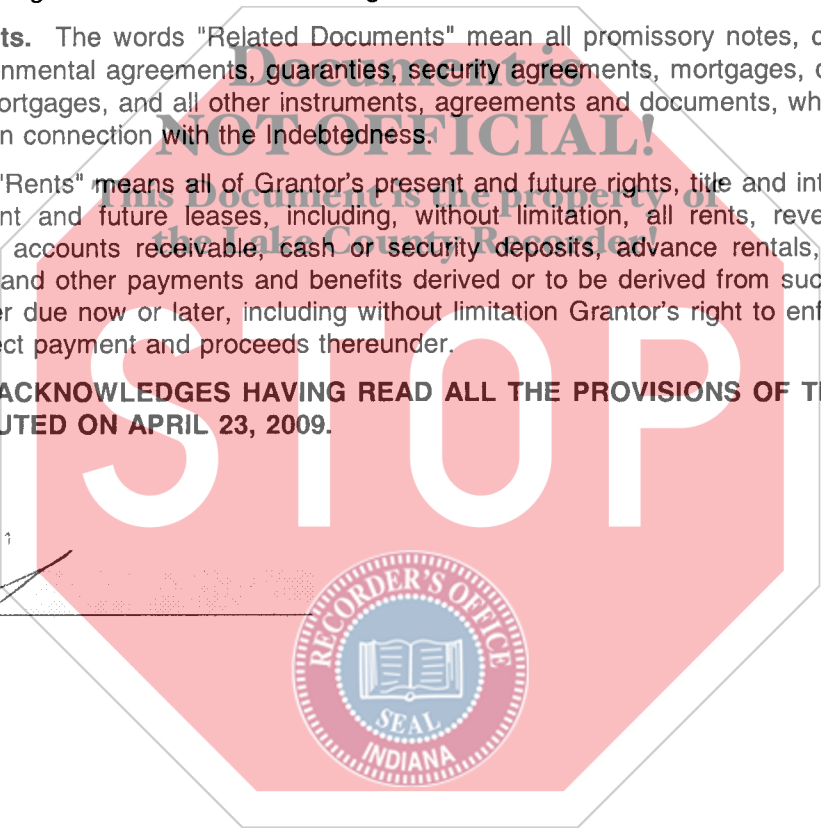 ts. The words "Related Documents" mean all promissory notes, c
Document is
nmental agreements, guaranties, security agreements, mortgages,
ortgages, and all other instruments, agreements and documents, wh
n connection with the Indebtedness.
NOT OFFICIAL!
"Rents" means all of Grantor's present and future rights, title and int
This Document is the property of
nt and future leases, including, without limitation, all rents, reve
the Lake County Recorder!
accounts receivable, cash or security deposits, advance rentals,
and other payments and benefits derived or to be derived from suc
er due now or later, including without limitation Grantor's right to enf
ect payment and proceeds thereunder.
ACKNOWLEDGES HAVING READ ALL THE PROVISIONS OF T
UTED ON APRIL 23, 2009.
STOP
RECORDER'S OFFICE
SEAL
INDIANA